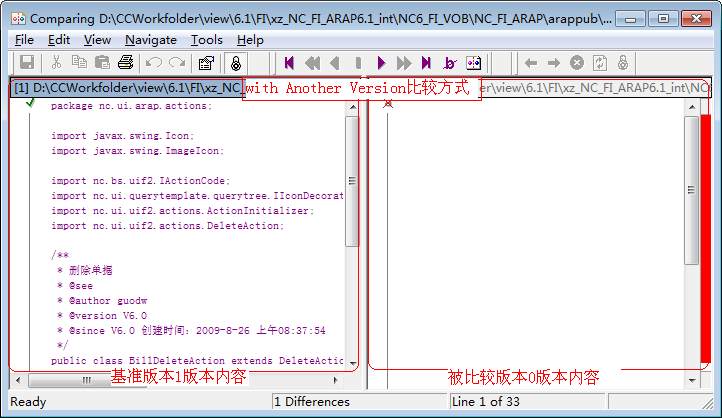 Comparing D:\CCWorkfolder\view\6.1\FI\xz_NC_FI_ARAP6.1_int\NC6_FI_VOB\NC_FI_ARAP\arappub\...
File Edit View Navigate Tools Help
[1] D:\CCWorkfolder\view\6.1\FI\xz_NC_
with Another Version比较方式
er\view\6.1\FI\xz_NC_FI_ARAP6.1_int\NC6
package nc.ui.arap.actions;
import javax.swing.Icon;
import javax.swing.ImageIcon;
import nc.bs.uif2.IActionCode;
import nc.ui.querytemplate.querytree.IIconDecorat
import nc.ui.uif2.actions.ActionInitializer;
import nc.ui.uif2.actions.DeleteAction;
/**
* 删除单据
* @see
* @author guodw
* @version V6.0
* @since V6.0 创建时间：2009-8-26 上午08:37:54
*/
public class BillDeleteAction extends DeleteActio
基准版本1版本内容
被比较版本0版本内容
Ready
1 Differences
Line 1 of 33